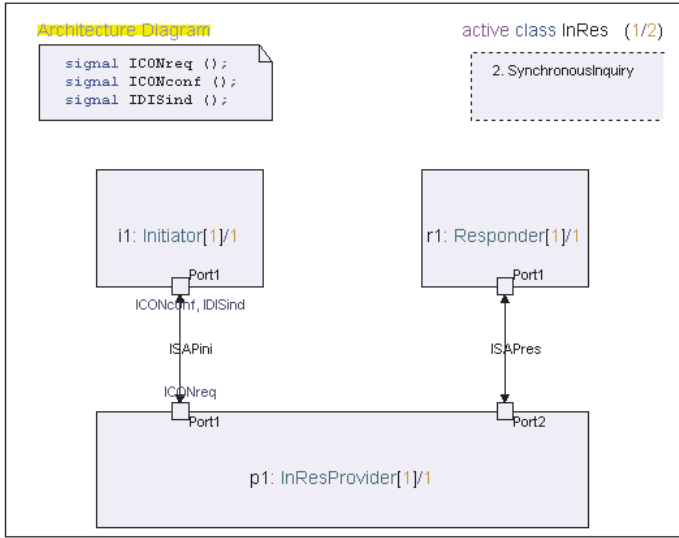 Architecture Diagram
active class InRes (1/2)
signal ICONreq ();
signal ICONconf ();
signal IDISind ();
2. SynchronousInquiry
i1: Initiator[1]/1
r1: Responder[1]/1
Port1
Port1
ICONconf, IDISind
ISAPini
ISAPres
ICONreq
Port1
Port2
p1: InResProvider[1]/1